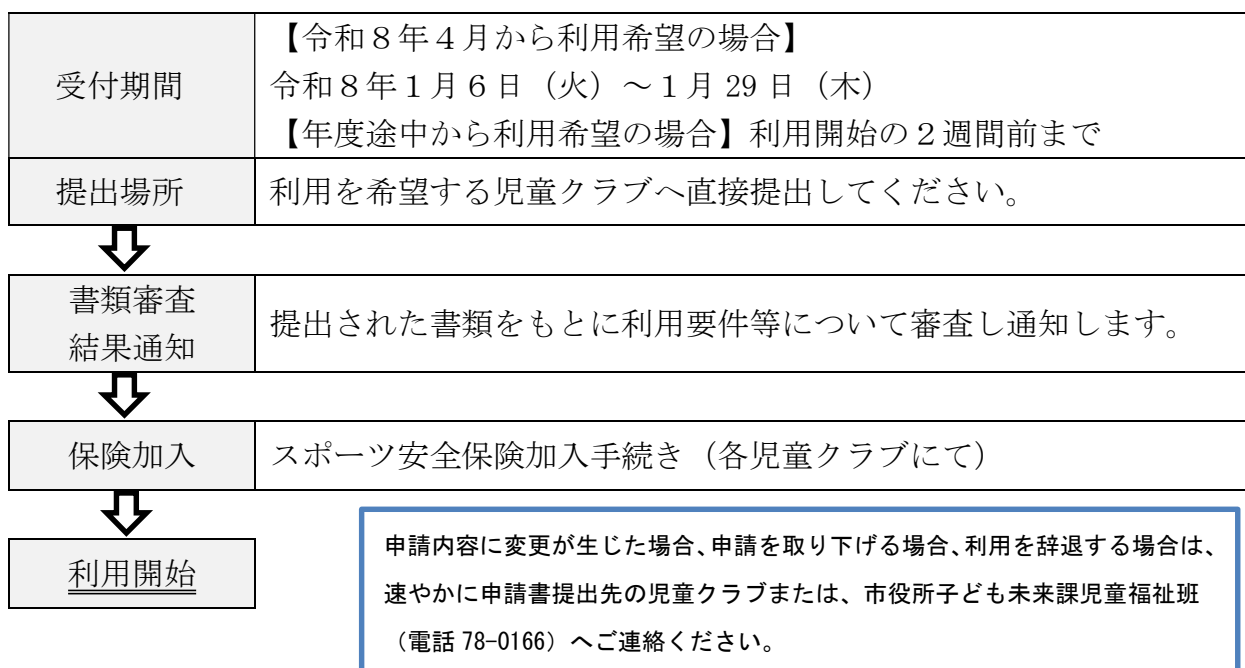 受付期間
【令和８年４月から利用希望の場合】
令和８年１月６日（火）～１月 29 日（木）
【年度途中から利用希望の場合】利用開始の２週間前まで
提出場所
利用を希望する児童クラブへ直接提出してください。
書類審査
結果通知
提出された書類をもとに利用要件等について審査し通知します。
保険加入
スポーツ安全保険加入手続き（各児童クラブにて）
利用開始
申請内容に変更が生じた場合、申請を取り下げる場合、利用を辞退する場合は、
速やかに申請書提出先の児童クラブまたは、市役所子ども未来課児童福祉班
（電話 78-0166）へご連絡ください。